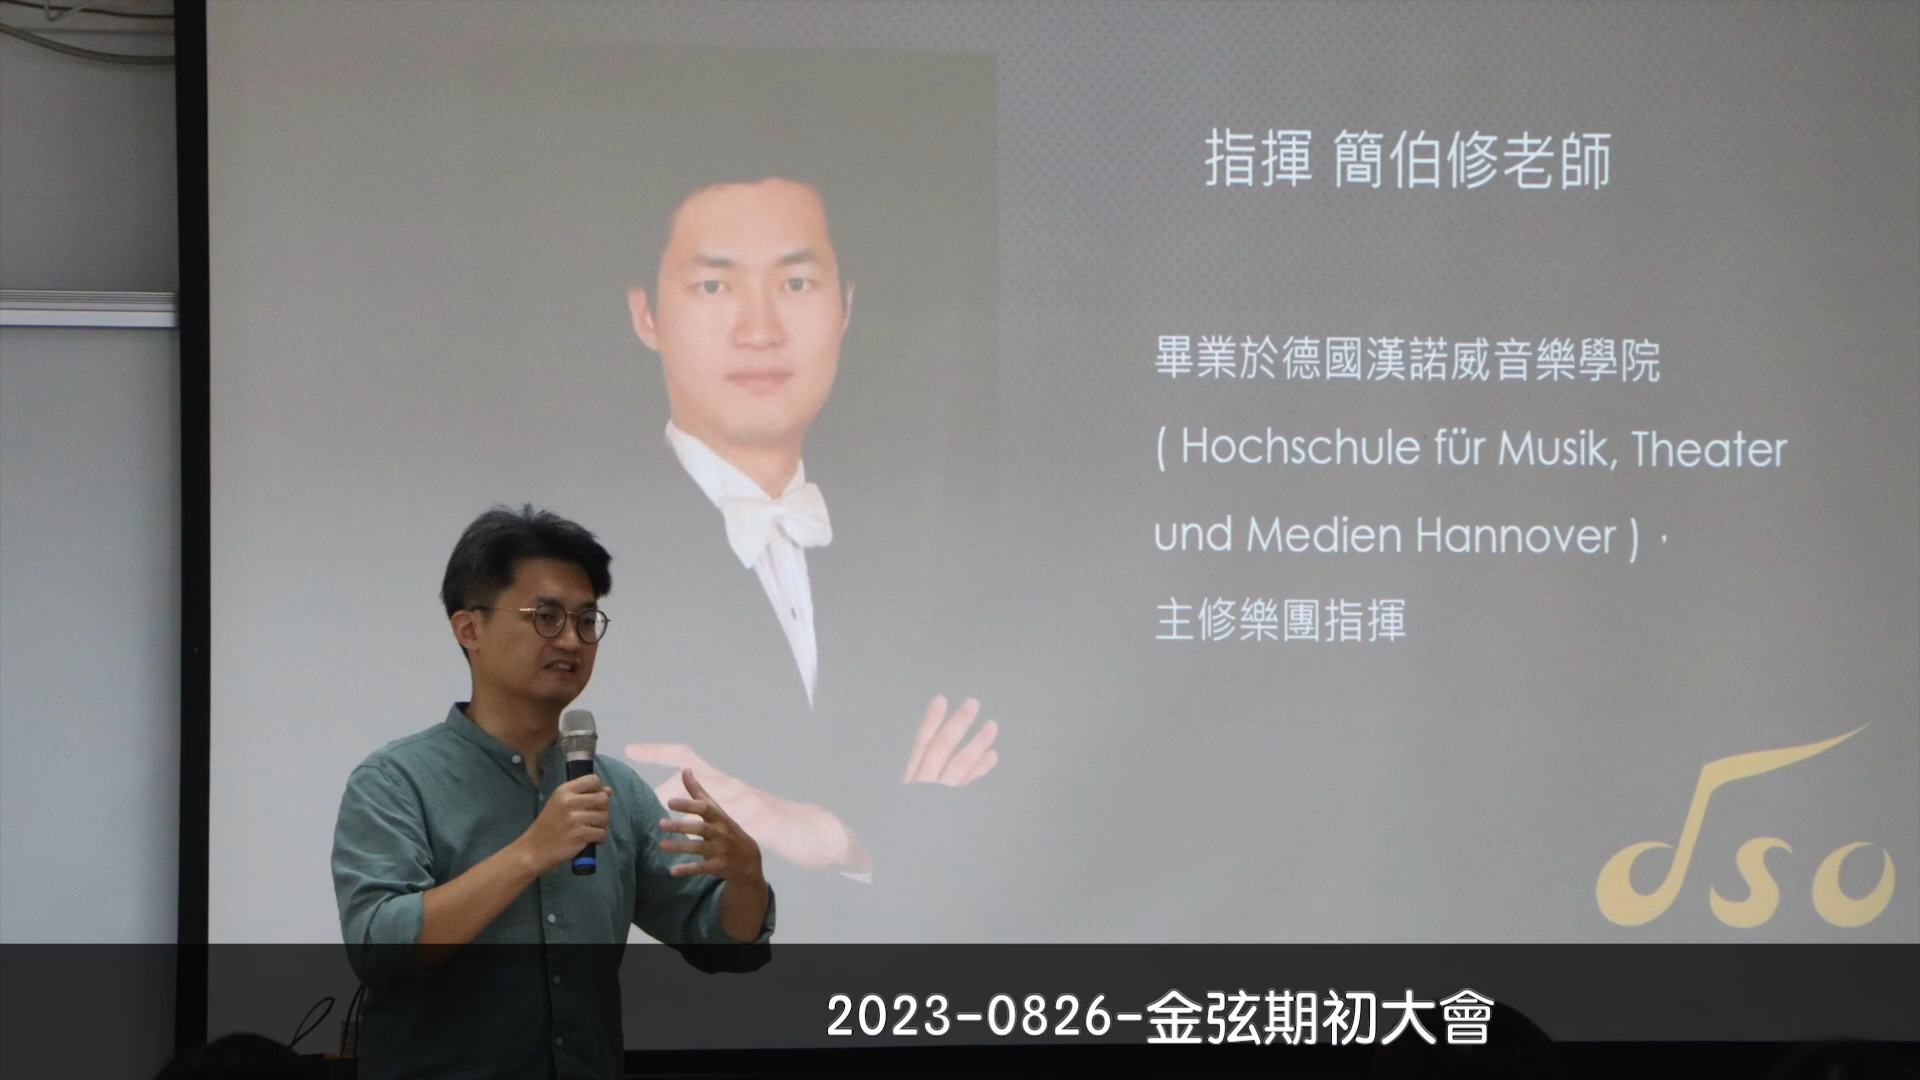 指揮 簡伯修老師
畢業於德國漢諾威音樂學院
( Hochschule für Musik, Theater
und Medien Hannover )，
主修樂團指揮
dso
2023-0826-金弦期初大會